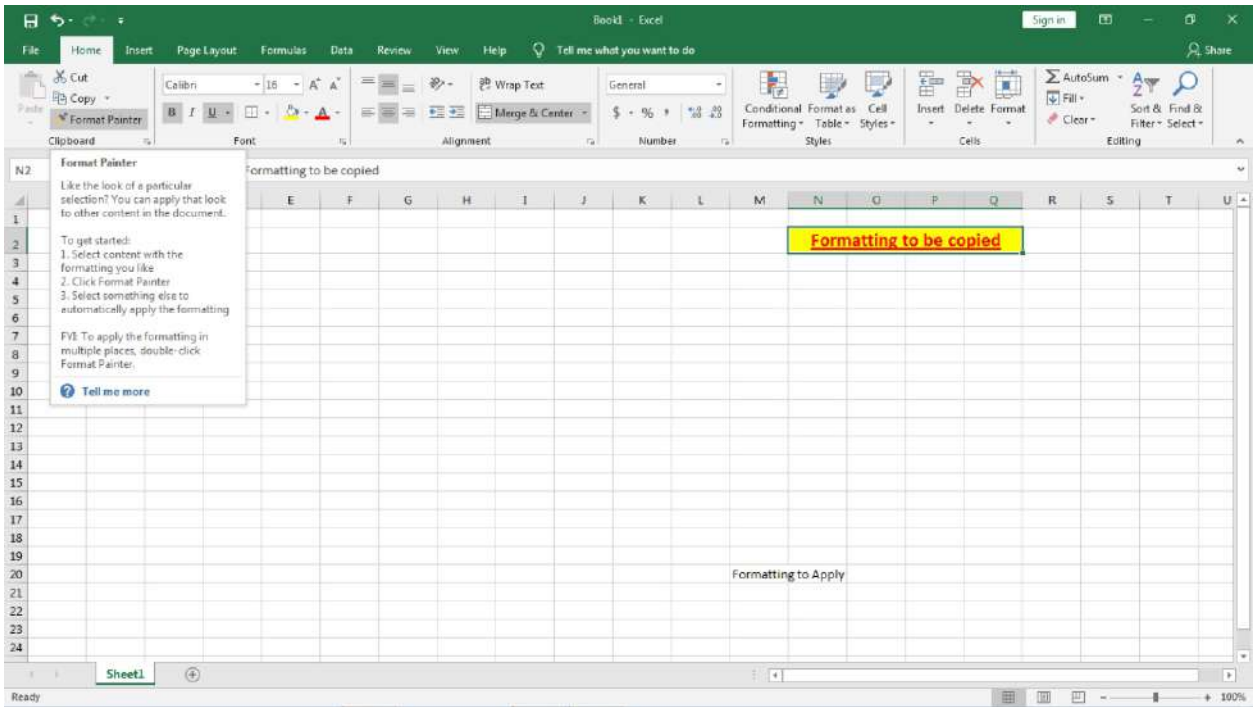 Book1 - Excel
Sign in
File Home Insert Page Layout Formulas Data Review View Help Tell me what you want to do Share
Paste
Cut
Copy
Format Painter
Clipboard
Calibri 16 A A
B I U A
Font
Wrap Text
Merge & Center
Alignment
General
$ % ,
Number
Conditional Formatting
Format as Table
Cell Styles
Styles
Insert Delete Format
Cells
AutoSum
Fill
Clear
Sort & Filter
Find & Select
Editing
N2
Formatting to be copied
Format Painter
Like the look of a particular
selection? You can apply that look
to other content in the document.
To get started:
1. Select content with the
formatting you like
2. Click Format Painter
3. Select something else to
automatically apply the formatting
FYI: To apply the formatting in
multiple places, double-click
Format Painter.
Tell me more
E F G H I J K L M N O P Q R S T U
1
2
3
4
5
6
7
8
9
10
11
12
13
14
15
16
17
18
19
20
21
22
23
24
Formatting to be copied
Formatting to Apply
Sheet1
Ready
100%